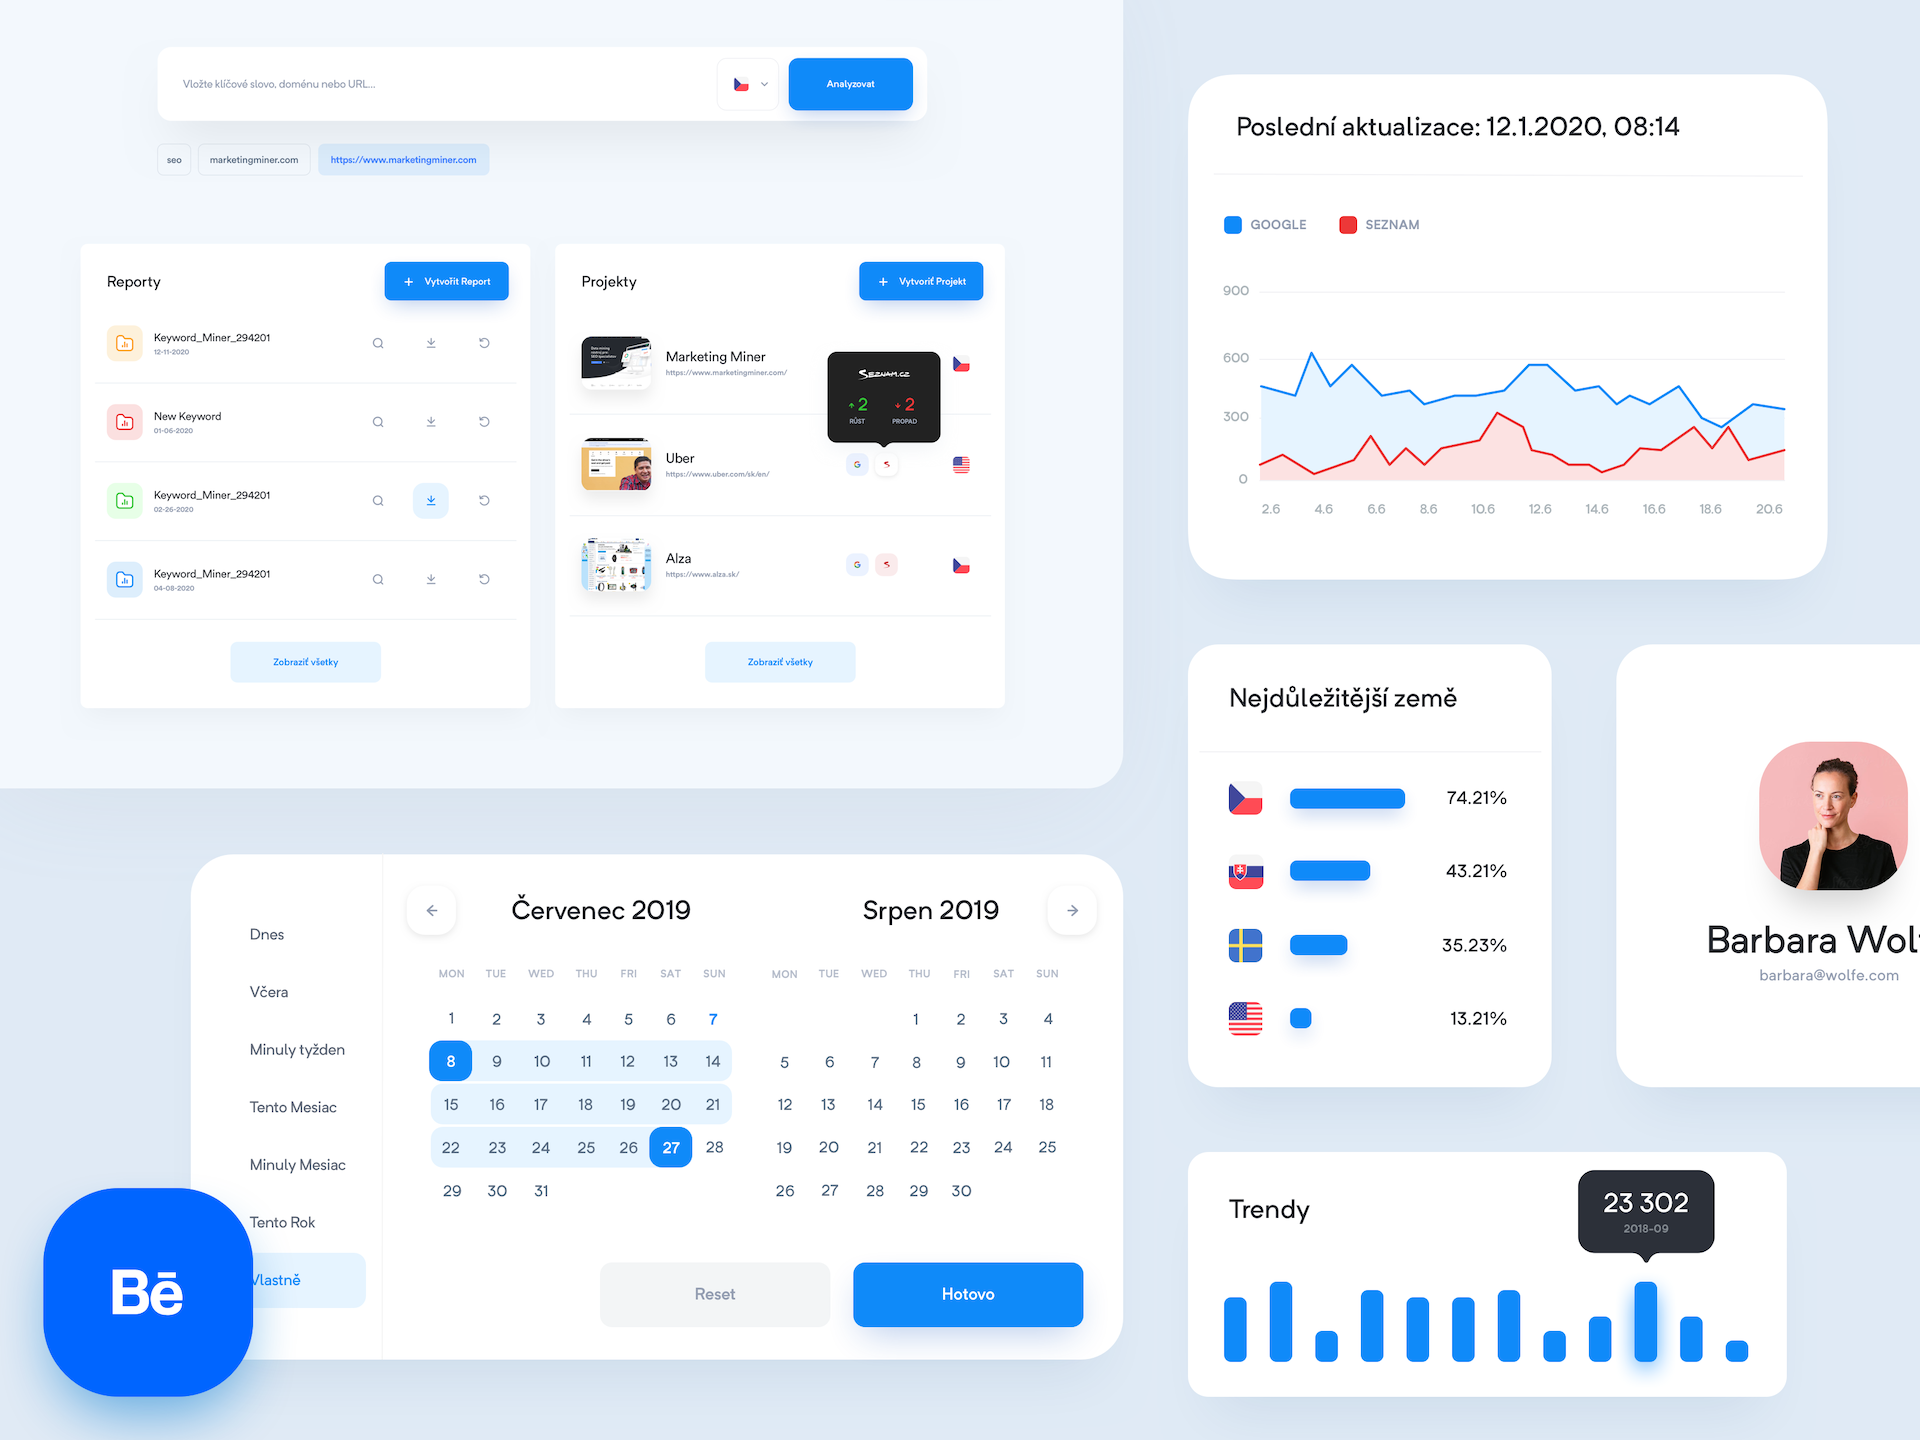 Vložte klíčové slovo, doménu nebo URL...
Analyzovat
seo
marketingminer.com
https://www.marketingminer.com
Reporty
+ Vytvořit Report
Keyword_Miner_294201
12-11-2020
New Keyword
01-06-2020
Keyword_Miner_294201
02-26-2020
Keyword_Miner_294201
04-08-2020
Zobraziť všetky
Projekty
+ Vytvoriť Projekt
Marketing Miner
https://www.marketingminer.com/
Seznam.cz
2 2
RŮST PROPAD
Uber
https://www.uber.com/sk/en/
G S
Alza
https://www.alza.sk/
G S
Zobraziť všetky
Poslední aktualizace: 12.1.2020, 08:14
GOOGLE SEZNAM
900
600
300
0
2.6 4.6 6.6 8.6 10.6 12.6 14.6 16.6 18.6 20.6
Nejdůležitější země
74.21%
43.21%
35.23%
13.21%
Barbara Wol
barbara@wolfe.com
Dnes
Včera
Minuly tyžden
Tento Mesiac
Minuly Mesiac
Tento Rok
Vlastně
Bē
Červenec 2019
MON TUE WED THU FRI SAT SUN
1 2 3 4 5 6 7
8 9 10 11 12 13 14
15 16 17 18 19 20 21
22 23 24 25 26 27 28
29 30 31
Srpen 2019
MON TUE WED THU FRI SAT SUN
1 2 3 4
5 6 7 8 9 10 11
12 13 14 15 16 17 18
19 20 21 22 23 24 25
26 27 28 29 30
Reset
Hotovo
Trendy
23 302
2018-09